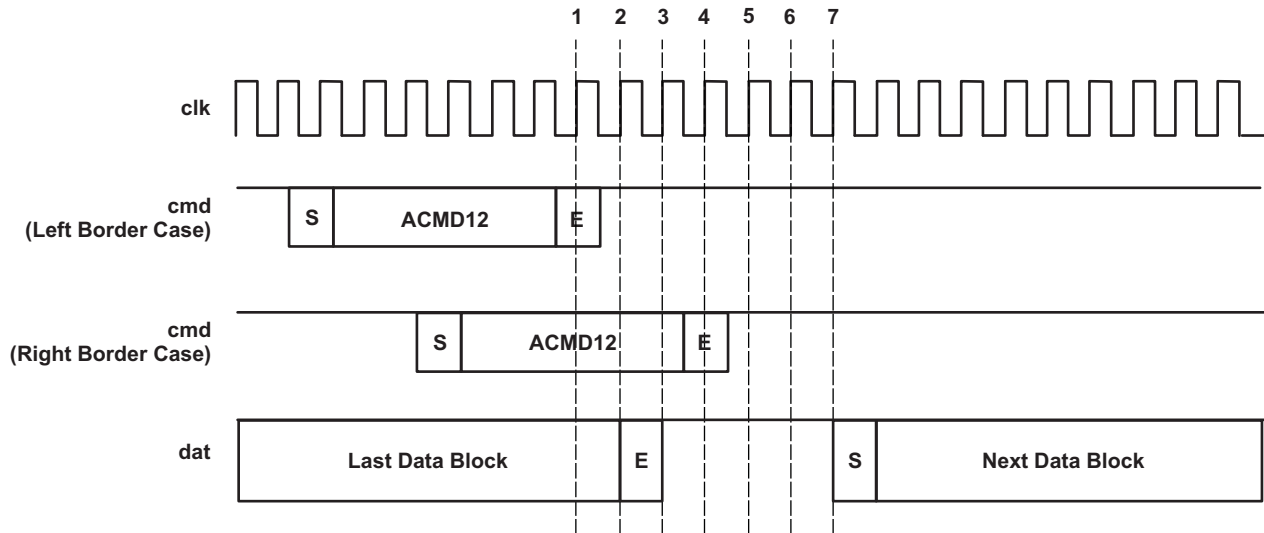 1 2 3 4 5 6 7
clk
cmd
(Left Border Case)
S ACMD12 E
cmd
(Right Border Case)
S ACMD12 E
dat
Last Data Block E S Next Data Block